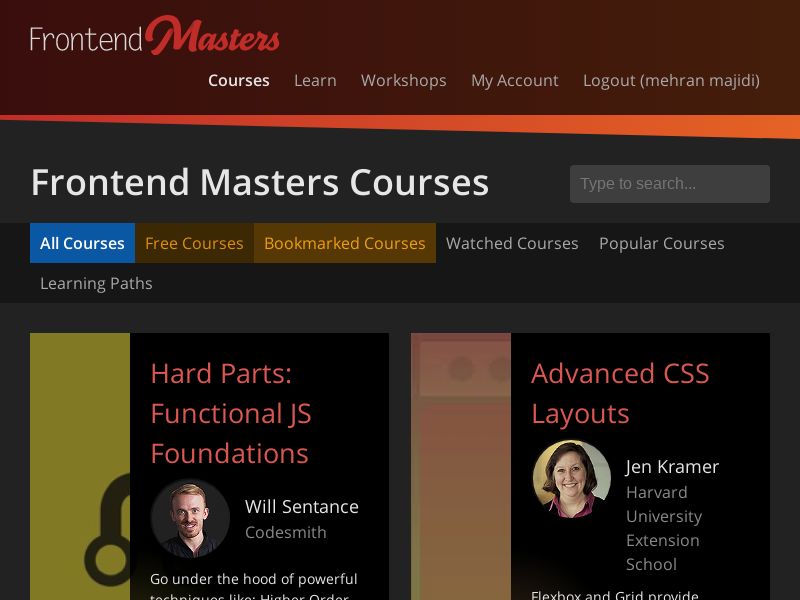 Frontend Masters
Courses Learn Workshops My Account Logout (mehran majidi)
Frontend Masters Courses
Type to search...
All Courses Free Courses Bookmarked Courses Watched Courses Popular Courses
Learning Paths
Hard Parts:
Functional JS
Foundations
Will Sentance
Codesmith
Go under the hood of powerful
techniques like: Higher Order
Advanced CSS
Layouts
Jen Kramer
Harvard
University
Extension
School
Flexbox and Grid provide